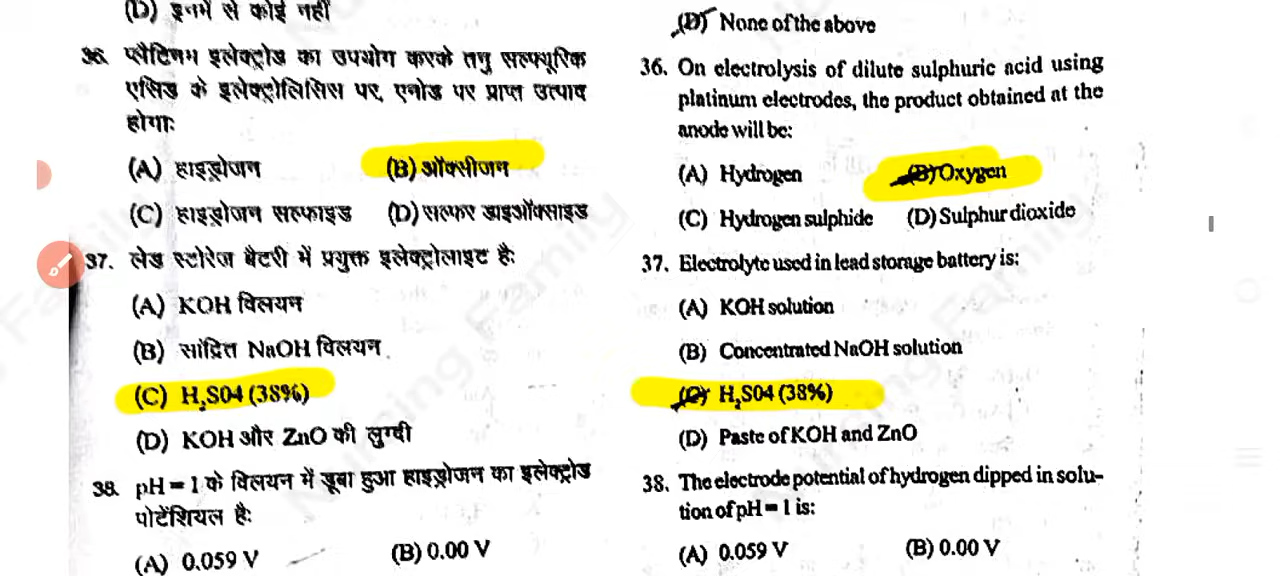 (D) इनमें से कोई नहीं
36. प्लैटिनम इलेक्ट्रोड का उपयोग करके तनु सल्फ्यूरिक
एसिड के इलेक्ट्रोलिसिस पर, एनोड पर प्राप्त उत्पाद
होगाः
(A) हाइड्रोजन (B) ऑक्सीजन
(C) हाइड्रोजन सल्फाइड (D) सल्फर डाइऑक्साइड
37. लेड स्टोरेज बैटरी में प्रयुक्त इलेक्ट्रोलाइट हैः
(A) KOH विलयन
(B) सांद्रित NaOH विलयन
(C) H₂S04 (38%)
(D) KOH और ZnO की लुग्दी
38. pH = 1 के विलयन में डूबा हुआ हाइड्रोजन का इलेक्ट्रोड
पोटेंशियल हैः
(A) 0.059 V (B) 0.00 V
(D) None of the above
36. On electrolysis of dilute sulphuric acid using
platinum electrodes, the product obtained at the
anode will be:
(A) Hydrogen (B) Oxygen
(C) Hydrogen sulphide (D) Sulphur dioxide
37. Electrolyte used in lead storage battery is:
(A) KOH solution
(B) Concentrated NaOH solution
(C) H₂S04 (38%)
(D) Paste of KOH and ZnO
38. The electrode potential of hydrogen dipped in solu-
tion of pH = 1 is:
(A) 0.059 V (B) 0.00 V